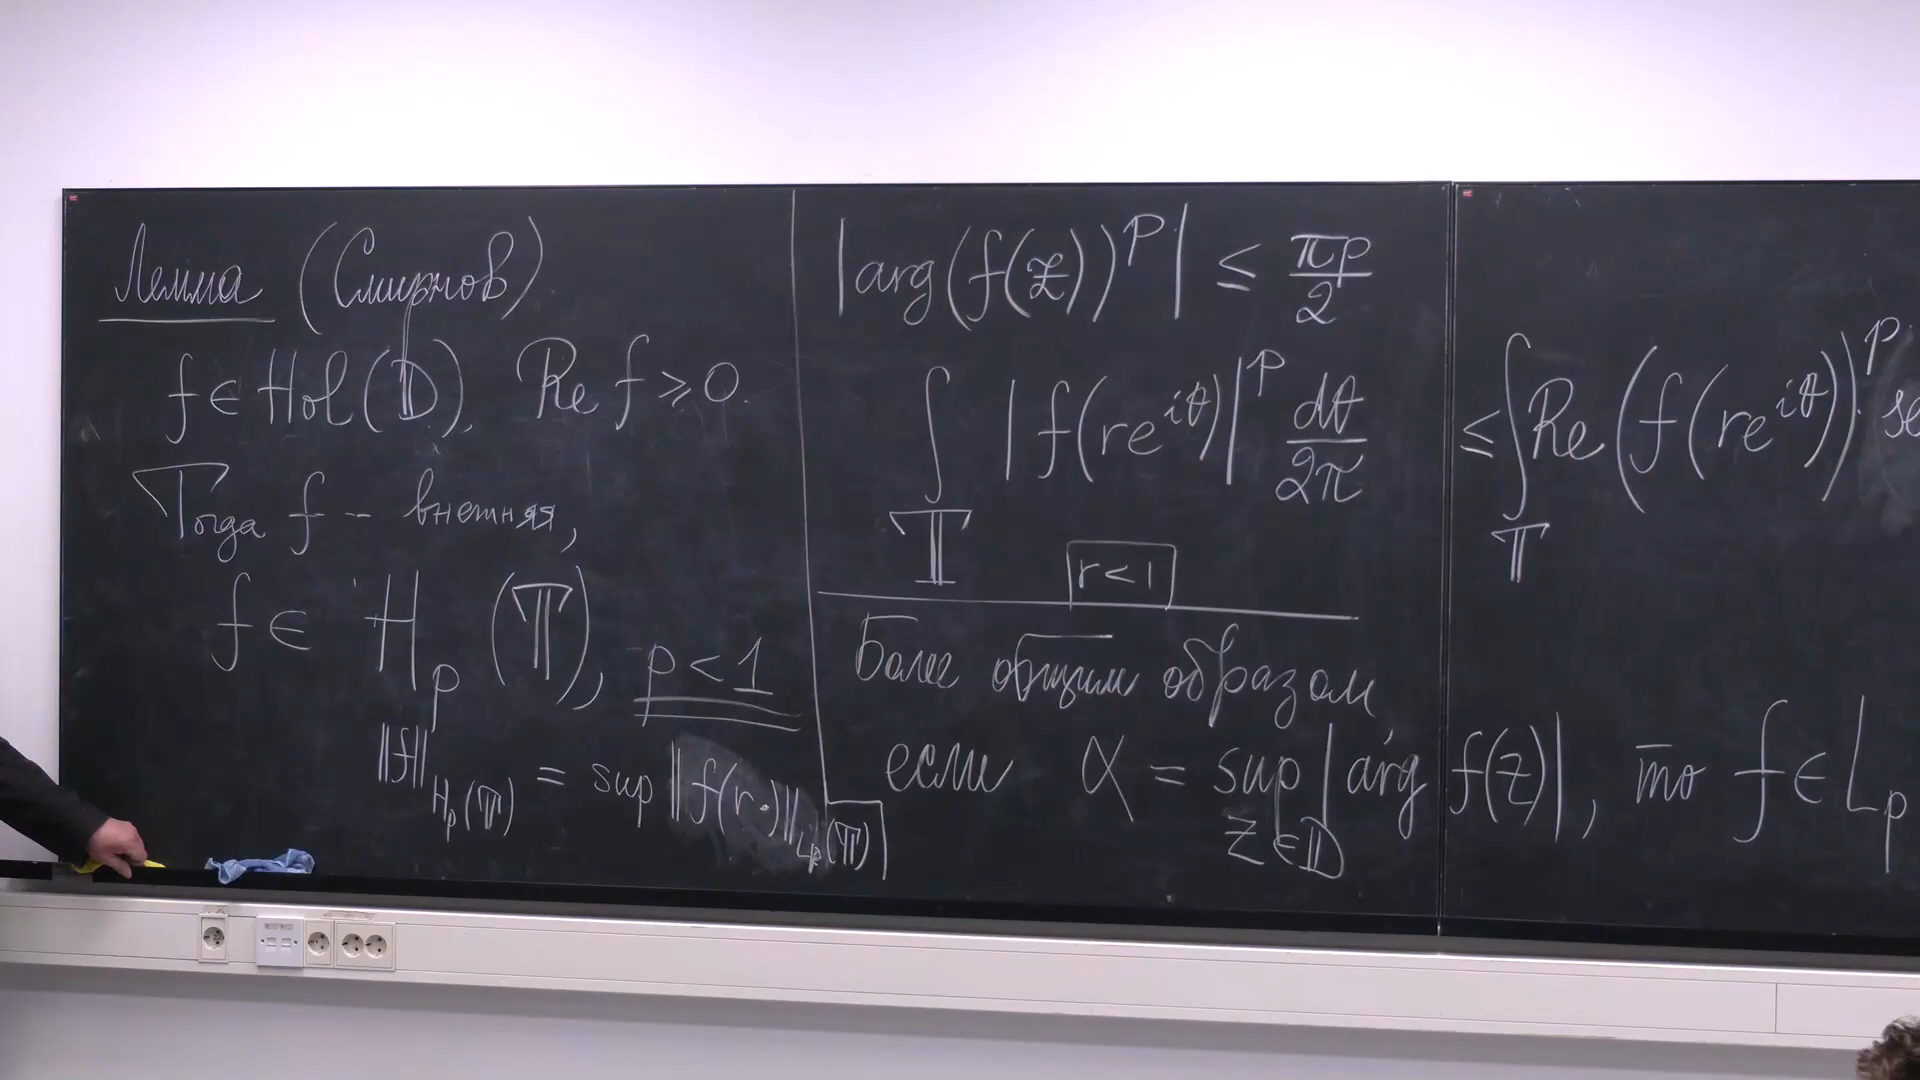 Лемма (Смирнов)
f ∈ Hol(𝔻), Re f ⩾ 0.
Тогда f - внешняя,
f ∈ H_p(𝕋), p < 1
‖f‖_{H_p(𝕋)} = sup ‖f(r·)‖_{L_p(𝕋)}
|arg(f(z))^p| ≤ πp/2
∫_𝕋 |f(re^{iθ})|^p dθ/2π
r<1
≤ ∫_𝕋 Re(f(re^{iθ}))^p · se
Более общим образом
если α = sup_{z∈𝔻} |arg f(z)|, то f ∈ L_p